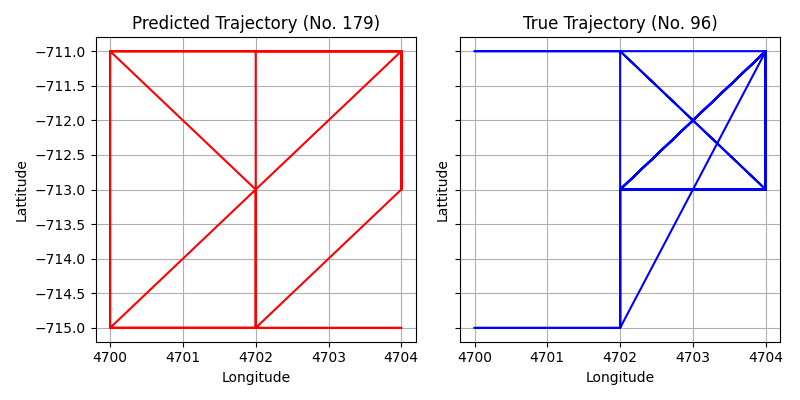 Predicted Trajectory (No. 179)
True Trajectory (No. 96)
−711.0
−711.5
−712.0
−712.5
−713.0
−713.5
−714.0
−714.5
−715.0
Lattitude
Lattitude
4700 4701 4702 4703 4704
4700 4701 4702 4703 4704
Longitude
Longitude